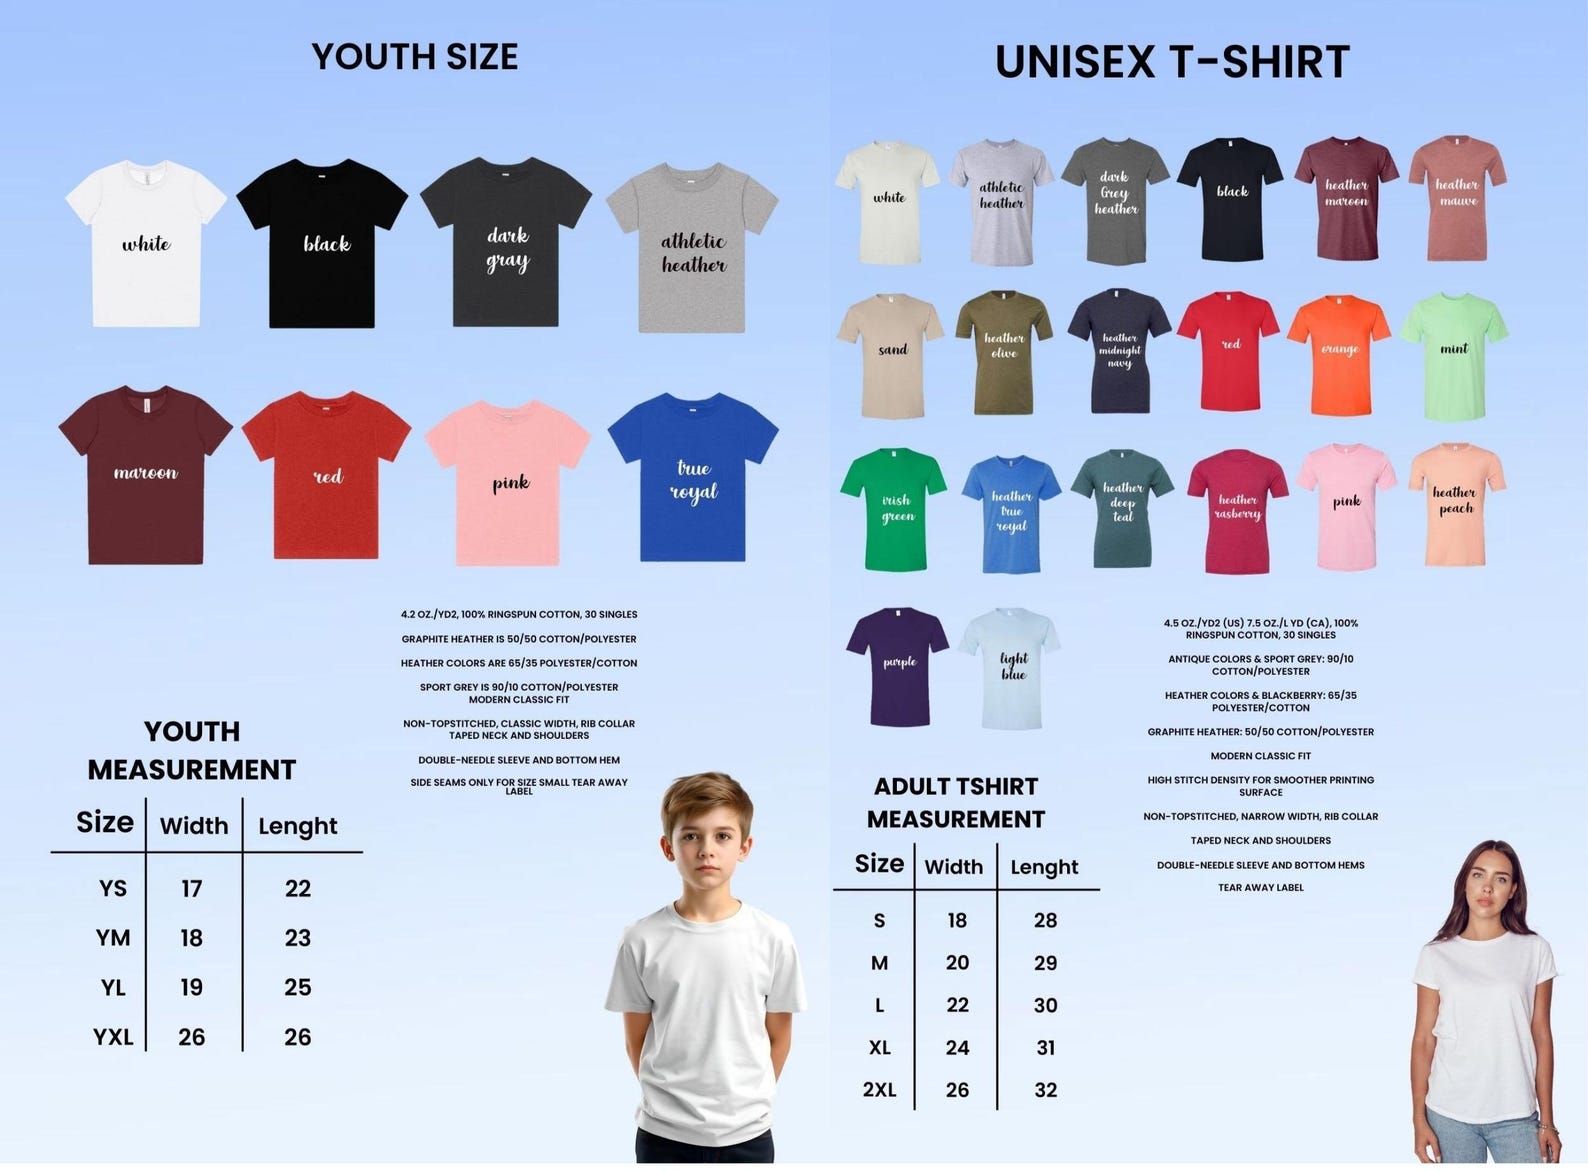 YOUTH SIZE
white
black
dark
gray
athletic
heather
maroon
red
pink
true
royal
4.2 OZ./YD2, 100% RINGSPUN COTTON, 30 SINGLES
GRAPHITE HEATHER IS 50/50 COTTON/POLYESTER
HEATHER COLORS ARE 65/35 POLYESTER/COTTON
SPORT GREY IS 90/10 COTTON/POLYESTER
MODERN CLASSIC FIT
NON-TOPSTITCHED, CLASSIC WIDTH, RIB COLLAR
TAPED NECK AND SHOULDERS
DOUBLE-NEEDLE SLEEVE AND BOTTOM HEM
SIDE SEAMS ONLY FOR SIZE SMALL TEAR AWAY
LABEL
YOUTH
MEASUREMENT
Size Width Lenght
YS 17 22
YM 18 23
YL 19 25
YXL 26 26
UNISEX T-SHIRT
white
athletic
heather
dark
Grey
heather
black
heather
maroon
heather
mauve
sand
heather
olive
heather
midnight
navy
red
orange
mint
irish
green
heather
true
royal
heather
deep
teal
heather
rasberry
pink
heather
peach
purple
light
blue
4.5 OZ./YD2 (US) 7.5 OZ./L YD (CA), 100%
RINGSPUN COTTON, 30 SINGLES
ANTIQUE COLORS & SPORT GREY: 90/10
COTTON/POLYESTER
HEATHER COLORS & BLACKBERRY: 65/35
POLYESTER/COTTON
GRAPHITE HEATHER: 50/50 COTTON/POLYESTER
MODERN CLASSIC FIT
HIGH STITCH DENSITY FOR SMOOTHER PRINTING
SURFACE
NON-TOPSTITCHED, NARROW WIDTH, RIB COLLAR
TAPED NECK AND SHOULDERS
DOUBLE-NEEDLE SLEEVE AND BOTTOM HEMS
TEAR AWAY LABEL
ADULT TSHIRT
MEASUREMENT
Size Width Lenght
S 18 28
M 20 29
L 22 30
XL 24 31
2XL 26 32